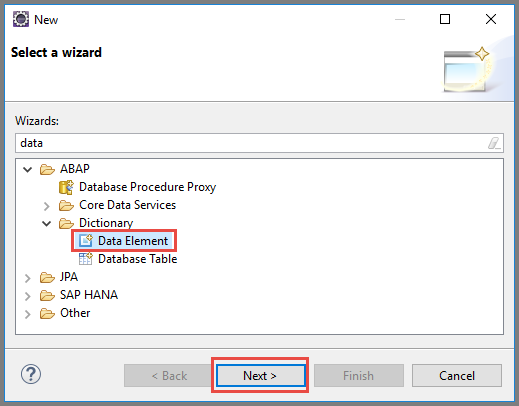 New
Select a wizard
Wizards:
data
ABAP
Database Procedure Proxy
Core Data Services
Dictionary
Data Element
Database Table
JPA
SAP HANA
Other
? < Back Next > Finish Cancel